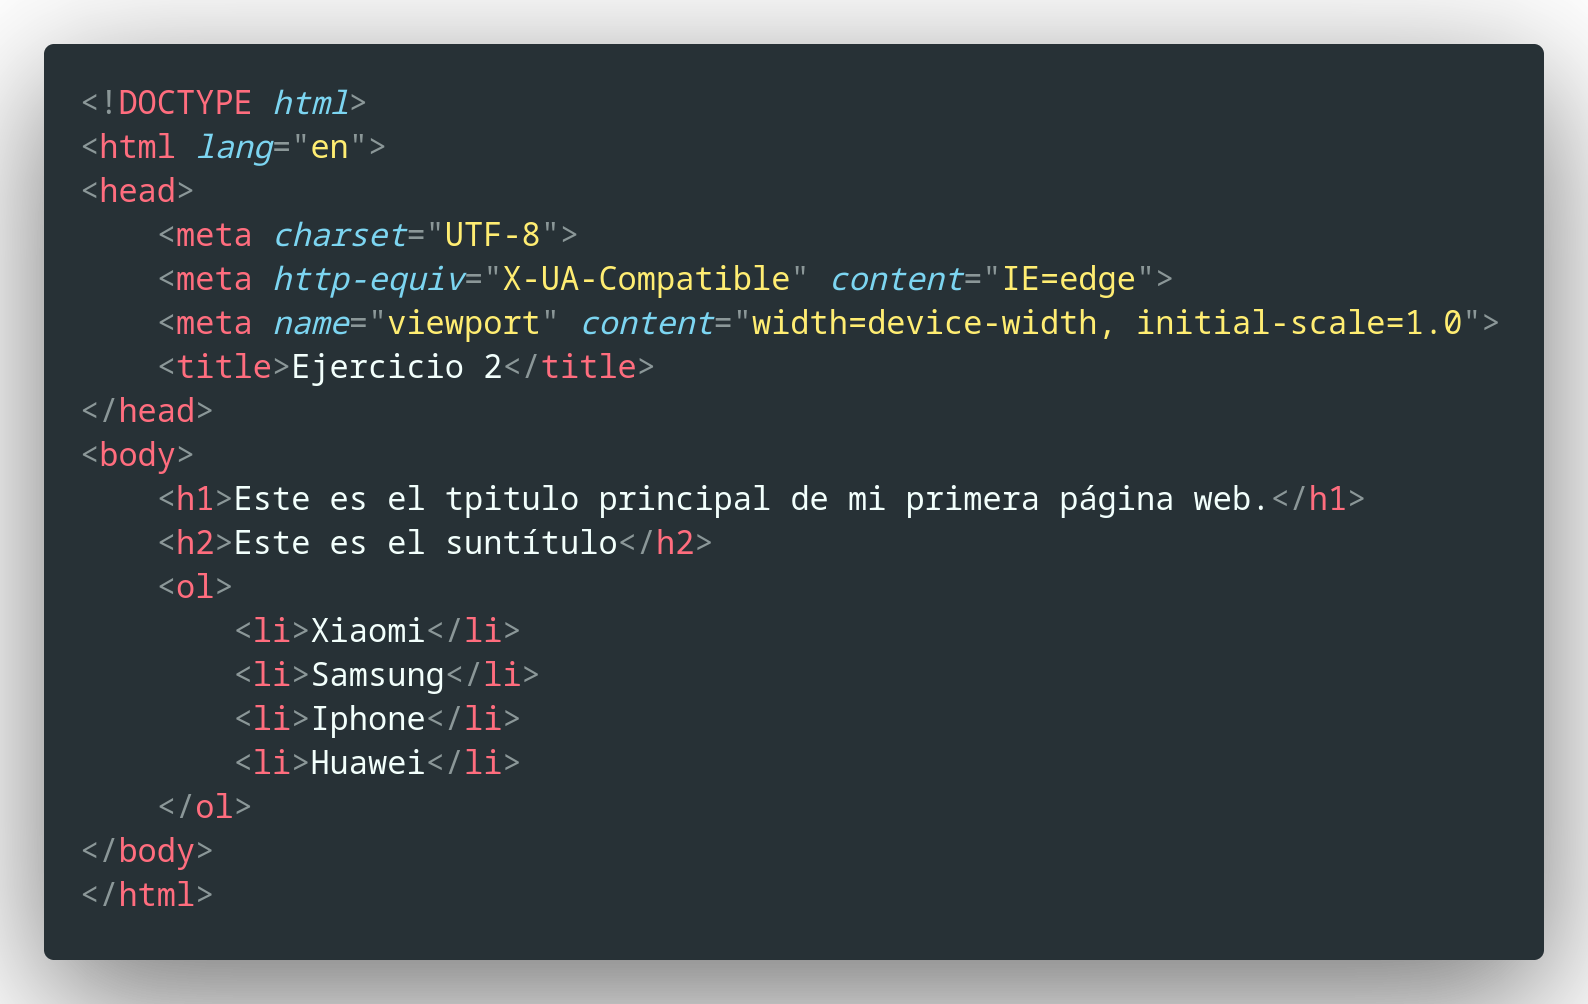 <!DOCTYPE html>
<html lang="en">
<head>
    <meta charset="UTF-8">
    <meta http-equiv="X-UA-Compatible" content="IE=edge">
    <meta name="viewport" content="width=device-width, initial-scale=1.0">
    <title>Ejercicio 2</title>
</head>
<body>
    <h1>Este es el tpitulo principal de mi primera página web.</h1>
    <h2>Este es el suntítulo</h2>
    <ol>
        <li>Xiaomi</li>
        <li>Samsung</li>
        <li>Iphone</li>
        <li>Huawei</li>
    </ol>
</body>
</html>